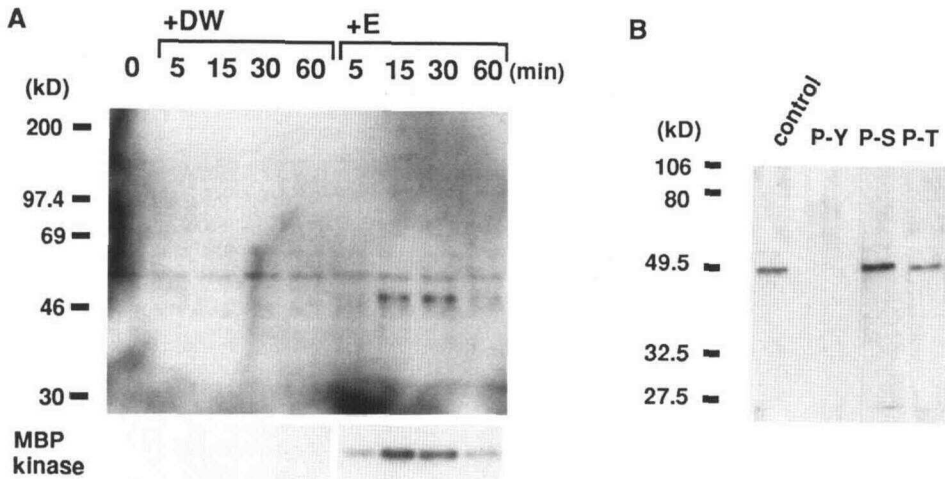 A
+DW +E
0 5 15 30 60 5 15 30 60 (min)
(kD)
200
97.4
69
46
30
MBP
kinase
B
control
(kD) P-Y P-S P-T
106
80
49.5
32.5
27.5